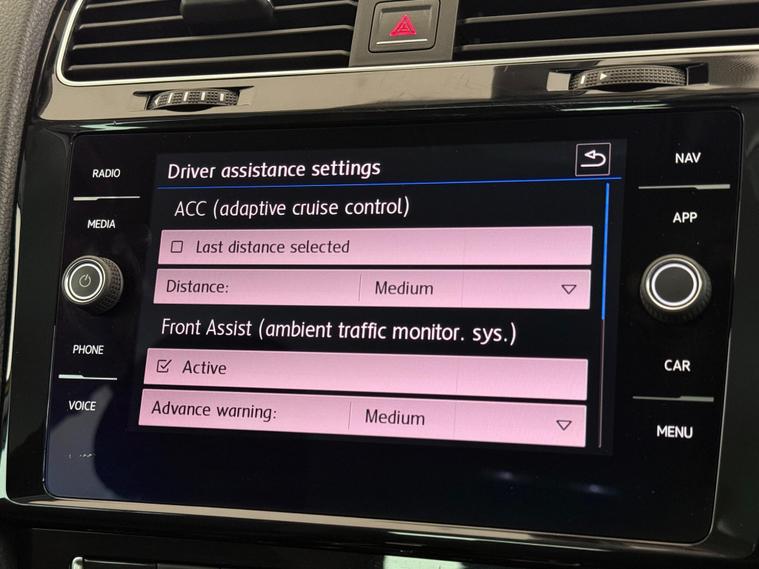 RADIO
MEDIA
PHONE
VOICE
Driver assistance settings
ACC (adaptive cruise control)
Last distance selected
Distance: Medium
Front Assist (ambient traffic monitor. sys.)
Active
Advance warning: Medium
NAV
APP
CAR
MENU